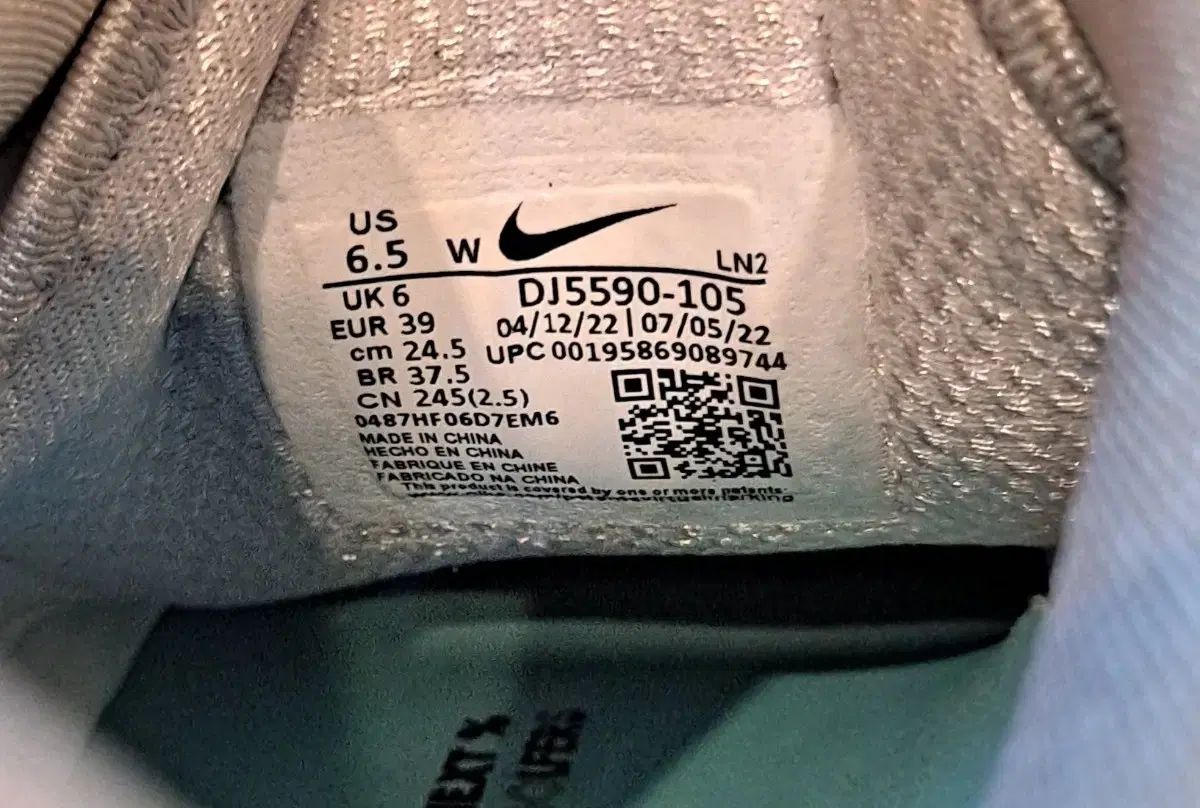 US
6.5 W
LN2
UK 6
DJ5590-105
EUR 39
04/12/22 | 07/05/22
cm 24.5
UPC 00195869089744
BR 37.5
CN 245(2.5)
0487HF06D7EM6
MADE IN CHINA
HECHO EN CHINA
FABRIQUE EN CHINE
FABRICADO NA CHINA
This product is covered by one or more patents.
NEXT %